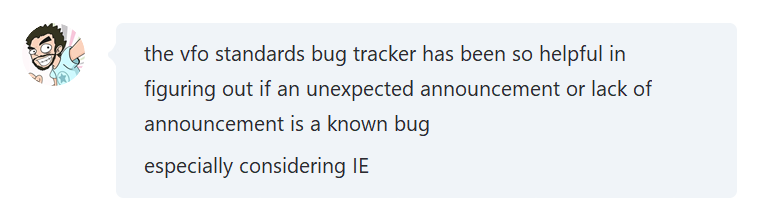 the vfo standards bug tracker has been so helpful in
figuring out if an unexpected announcement or lack of
announcement is a known bug
especially considering IE